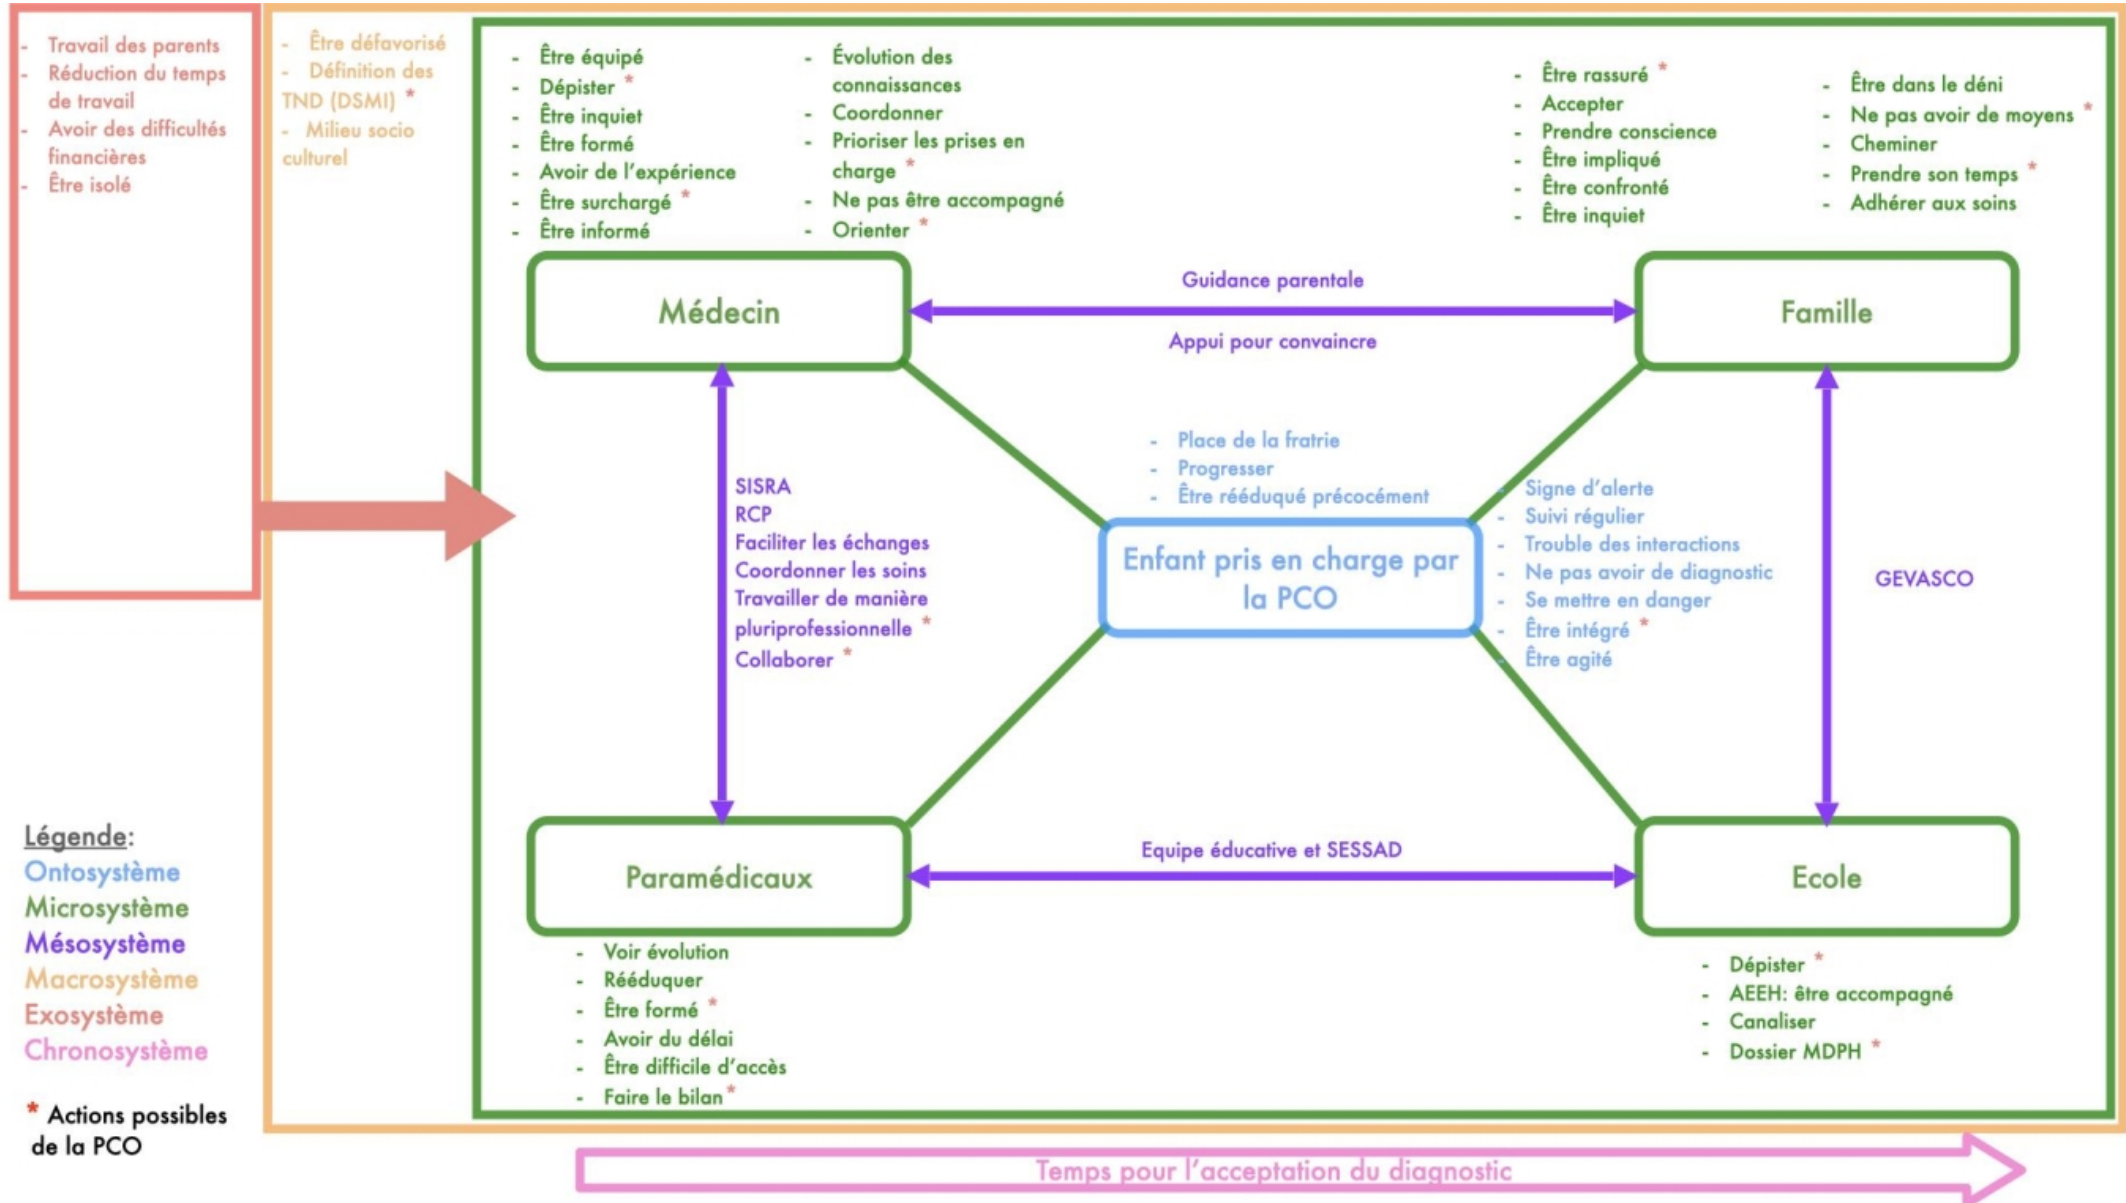 - Travail des parents
- Réduction du temps
de travail
- Avoir des difficultés
financières
- Être isolé
- Être défavorisé
- Définition des
TND (DSMI) *
- Milieu socio
culturel
- Être équipé
- Dépister *
- Être inquiet
- Être formé
- Avoir de l'expérience
- Être surchargé *
- Être informé
- Évolution des
connaissances
- Coordonner
- Prioriser les prises en
charge *
- Ne pas être accompagné
- Orienter *
- Être rassuré *
- Accepter
- Prendre conscience
- Être impliqué
- Être confronté
- Être inquiet
- Être dans le déni
- Ne pas avoir de moyens *
- Cheminer
- Prendre son temps *
- Adhérer aux soins
Médecin
Guidance parentale
Appui pour convaincre
Famille
SISRA
RCP
Faciliter les échanges
Coordonner les soins
Travailler de manière
pluriprofessionnelle *
Collaborer *
- Place de la fratrie
- Progresser
- Être rééduqué précocément
Enfant pris en charge par
la PCO
- Signe d'alerte
- Suivi régulier
- Trouble des interactions
- Ne pas avoir de diagnostic
- Se mettre en danger
- Être intégré *
- Être agité
GEVASCO
Paramédicaux
Equipe éducative et SESSAD
Ecole
- Voir évolution
- Rééduquer
- Être formé *
- Avoir du délai
- Être difficile d'accès
- Faire le bilan *
- Dépister *
- AEEH: être accompagné
- Canaliser
- Dossier MDPH *
Légende:
Ontosystème
Microsystème
Mésosystème
Macrosystème
Exosystème
Chronosystème
* Actions possibles
de la PCO
Temps pour l'acceptation du diagnostic